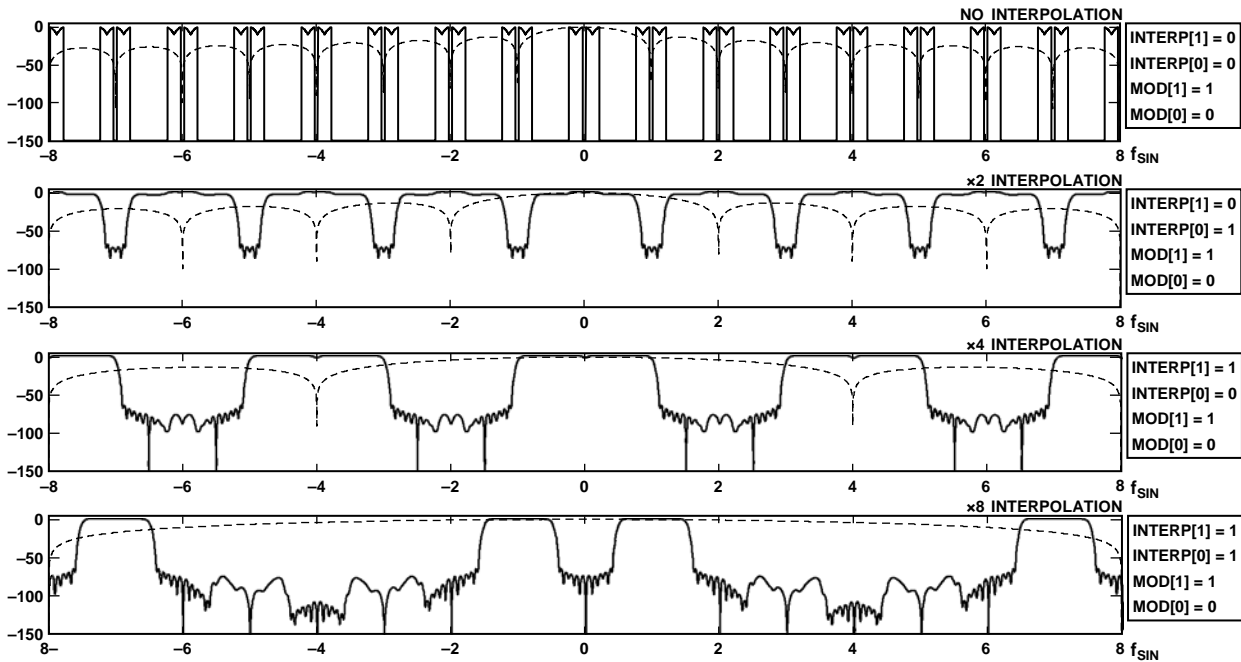 NO INTERPOLATION
0
−50
−100
−150
−8 −6 −4 −2 0 2 4 6 8 fSIN
INTERP[1] = 0
INTERP[0] = 0
MOD[1] = 1
MOD[0] = 0
×2 INTERPOLATION
0
−50
−100
−150
−8 −6 −4 −2 0 2 4 6 8 fSIN
INTERP[1] = 0
INTERP[0] = 1
MOD[1] = 1
MOD[0] = 0
×4 INTERPOLATION
0
−50
−100
−150
−8 −6 −4 −2 0 2 4 6 8 fSIN
INTERP[1] = 1
INTERP[0] = 0
MOD[1] = 1
MOD[0] = 0
×8 INTERPOLATION
0
−50
−100
−150
8− −6 −4 −2 0 2 4 6 8 fSIN
INTERP[1] = 1
INTERP[0] = 1
MOD[1] = 1
MOD[0] = 0